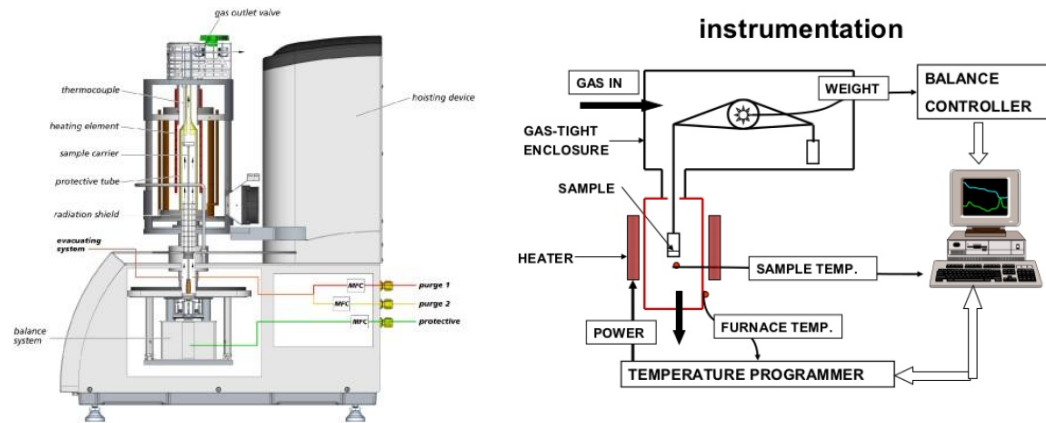 gas outlet valve
thermocouple
heating element
sample carrier
protective tube
radiation shield
evacuating
system
balance
system
hoisting device
MFC
purge 1
MFC
purge 2
MFC
protective
instrumentation
GAS IN
WEIGHT
BALANCE
CONTROLLER
GAS-TIGHT
ENCLOSURE
SAMPLE
HEATER
SAMPLE TEMP.
POWER
FURNACE TEMP.
TEMPERATURE PROGRAMMER